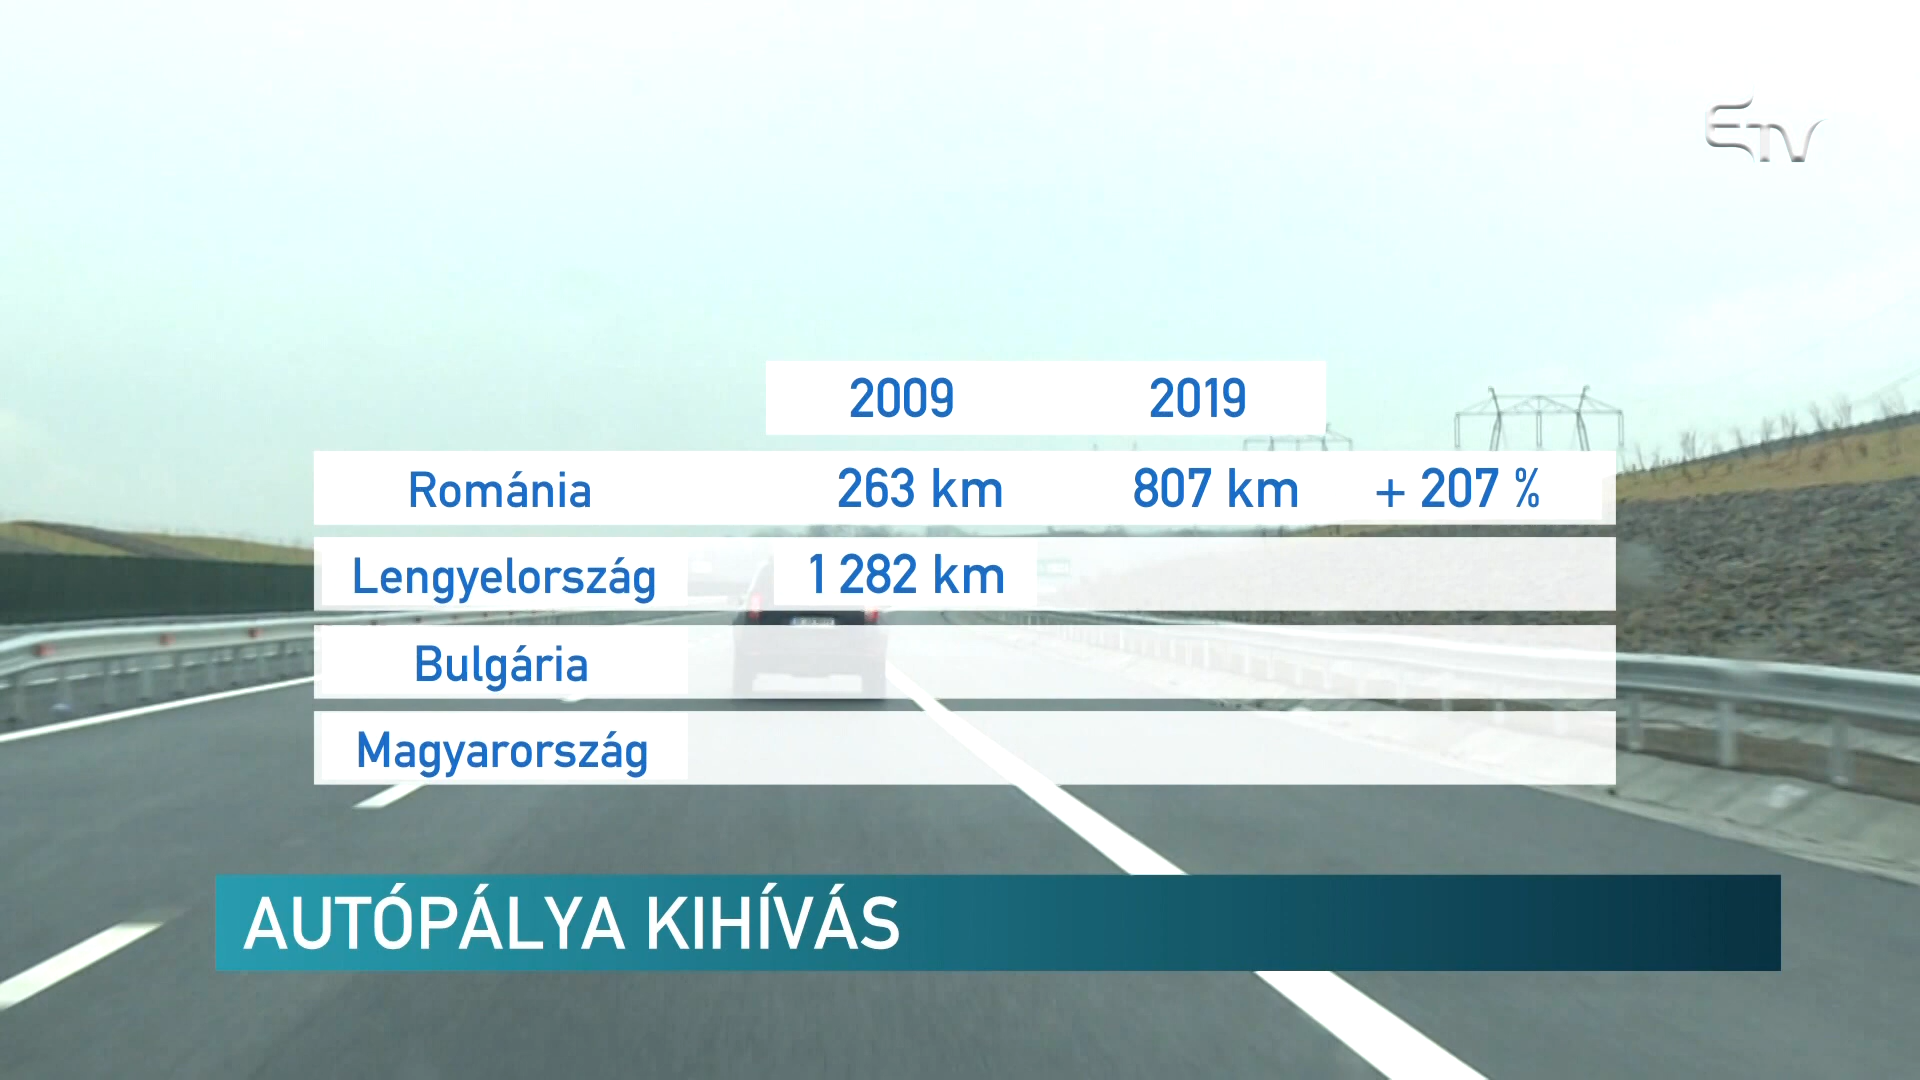 ETV
2009 2019
Románia 263 km 807 km + 207 %
Lengyelország 1 282 km
Bulgária
Magyarország
AUTÓPÁLYA KIHÍVÁS